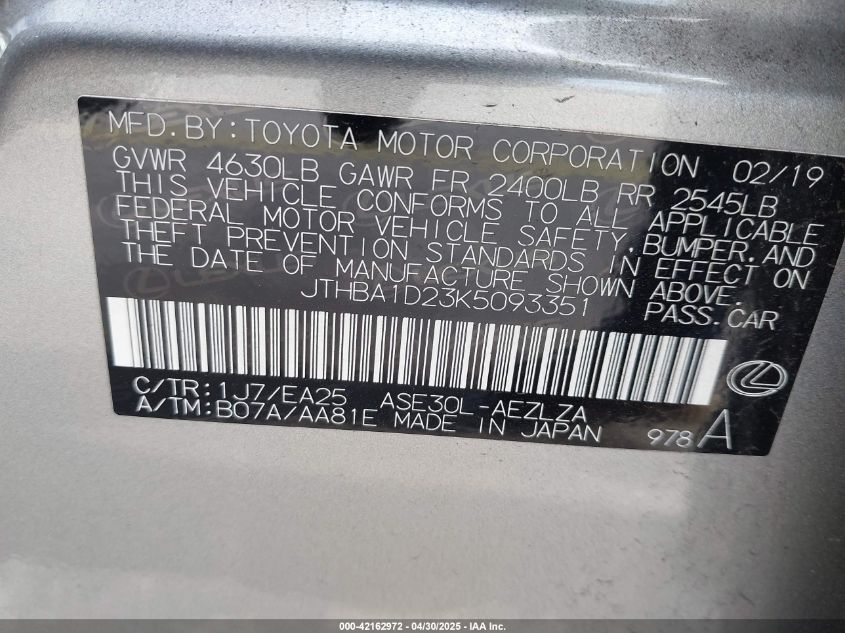 MFD. BY: TOYOTA MOTOR CORPORATION 02/19
GVWR 4630LB GAWR FR 2400LB RR 2545LB
THIS VEHICLE CONFORMS TO ALL APPLICABLE
FEDERAL MOTOR VEHICLE SAFETY, BUMPER, AND
THEFT PREVENTION STANDARDS IN EFFECT ON
THE DATE OF MANUFACTURE SHOWN ABOVE.
JTHBA1D23K5093351 PASS. CAR
C/TR: 1J7/EA25 ASE30L-AEZLZA
A/TM: B07A/AA81E MADE IN JAPAN 978 A
000-42162972 - 04/30/2025 - IAA Inc.